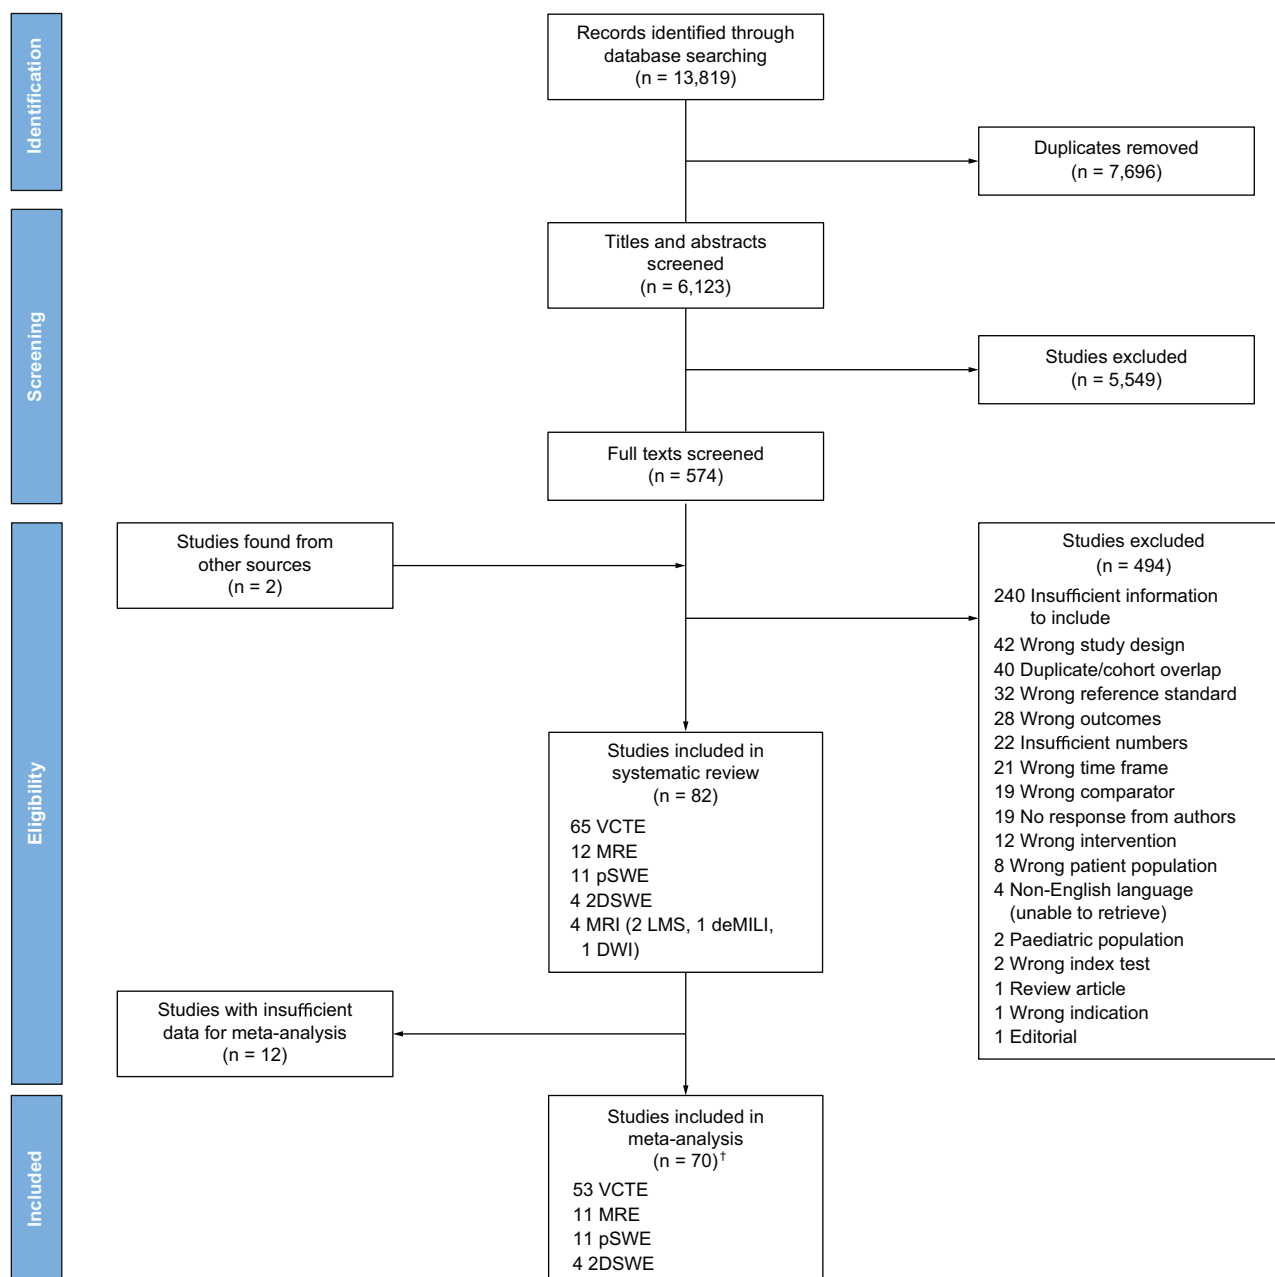 Identification
Records identified through
database searching
(n = 13,819)
Duplicates removed
(n = 7,696)
Screening
Titles and abstracts
screened
(n = 6,123)
Studies excluded
(n = 5,549)
Full texts screened
(n = 574)
Eligibility
Studies found from
other sources
(n = 2)
Studies excluded
(n = 494)
240 Insufficient information
to include
42 Wrong study design
40 Duplicate/cohort overlap
32 Wrong reference standard
28 Wrong outcomes
22 Insufficient numbers
21 Wrong time frame
19 Wrong comparator
19 No response from authors
12 Wrong intervention
8 Wrong patient population
4 Non-English language
(unable to retrieve)
2 Paediatric population
2 Wrong index test
1 Review article
1 Wrong indication
1 Editorial
Studies included in
systematic review
(n = 82)
65 VCTE
12 MRE
11 pSWE
4 2DSWE
4 MRI (2 LMS, 1 deMILI,
1 DWI)
Studies with insufficient
data for meta-analysis
(n = 12)
Included
Studies included in
meta-analysis
(n = 70)†
53 VCTE
11 MRE
11 pSWE
4 2DSWE